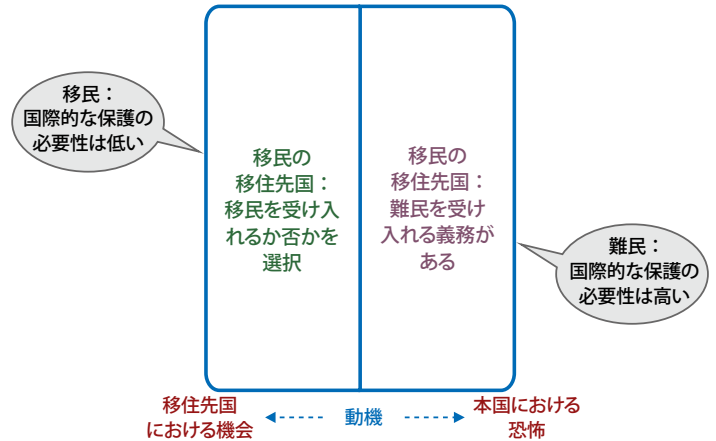 移民：
国際的な保護の
必要性は低い
移民の
移住先国：
移民を受け入
れるか否かを
選択
移民の
移住先国：
難民を受け
入れる義務が
ある
難民：
国際的な保護の
必要性は高い
移住先国
における機会
動機
本国における
恐怖